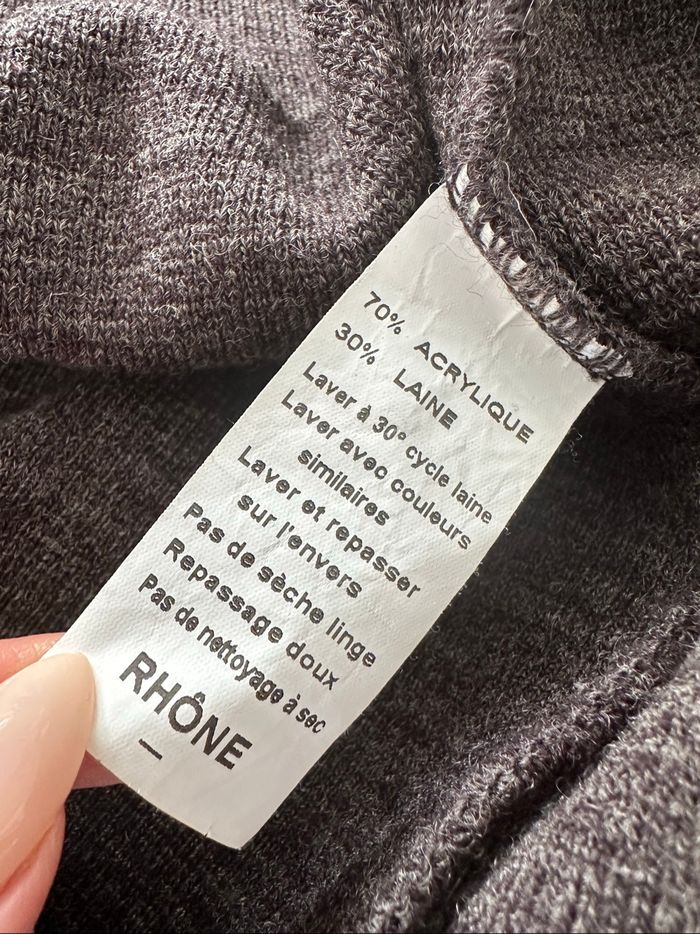 70% ACRYLIQUE
30% LAINE
Laver à 30° cycle laine
Laver avec couleurs
similaires
Laver et repasser
sur l'envers
Pas de sèche linge
Repassage doux
Pas de nettoyage à sec
RHÔNE